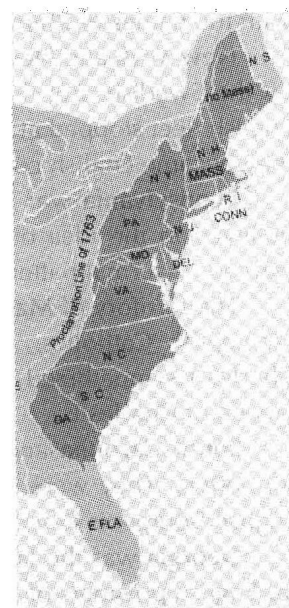 N S
(to Mass)
N H
N Y
MASS
R I
CONN
PA
N J
MD
DEL
VA
Proclamation Line of 1763
N C
S C
GA
E FLA